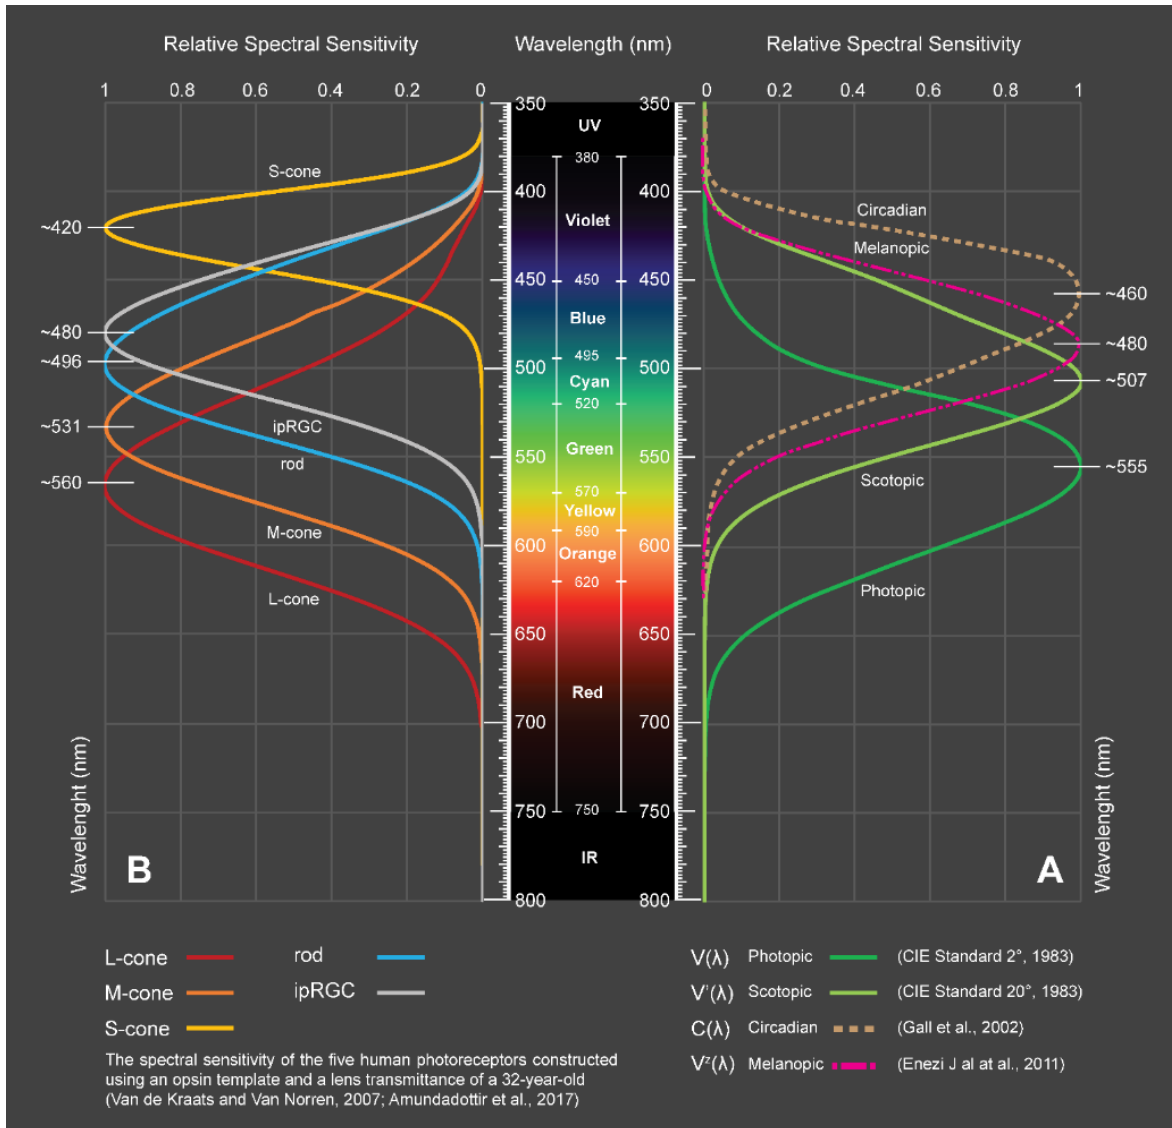 Relative Spectral Sensitivity
Wavelength (nm)
Relative Spectral Sensitivity
1 0.8 0.6 0.4 0.2 0
0 0.2 0.4 0.6 0.8 1
350 350
UV
380
400 400
Violet
450 450
450
Blue
495
500 500
Cyan
520
Green
550 550
570
Yellow
590
600 600
Orange
620
650 650
Red
700 700
750 750
750
IR
800 800
S-cone
~420
~480
~496
~531
~560
ipRGC
rod
M-cone
L-cone
Wavelenght (nm)
B
Circadian
Melanopic
~460
~480
~507
~555
Scotopic
Photopic
A
Wavelenght (nm)
L-cone
M-cone
S-cone
rod
ipRGC
The spectral sensitivity of the five human photoreceptors constructed
using an opsin template and a lens transmittance of a 32-year-old
(Van de Kraats and Van Norren, 2007; Amundadottir et al., 2017)
V(λ) Photopic (CIE Standard 2°, 1983)
V'(λ) Scotopic (CIE Standard 20°, 1983)
C(λ) Circadian (Gall et al., 2002)
Vᶻ(λ) Melanopic (Enezi J al at al., 2011)